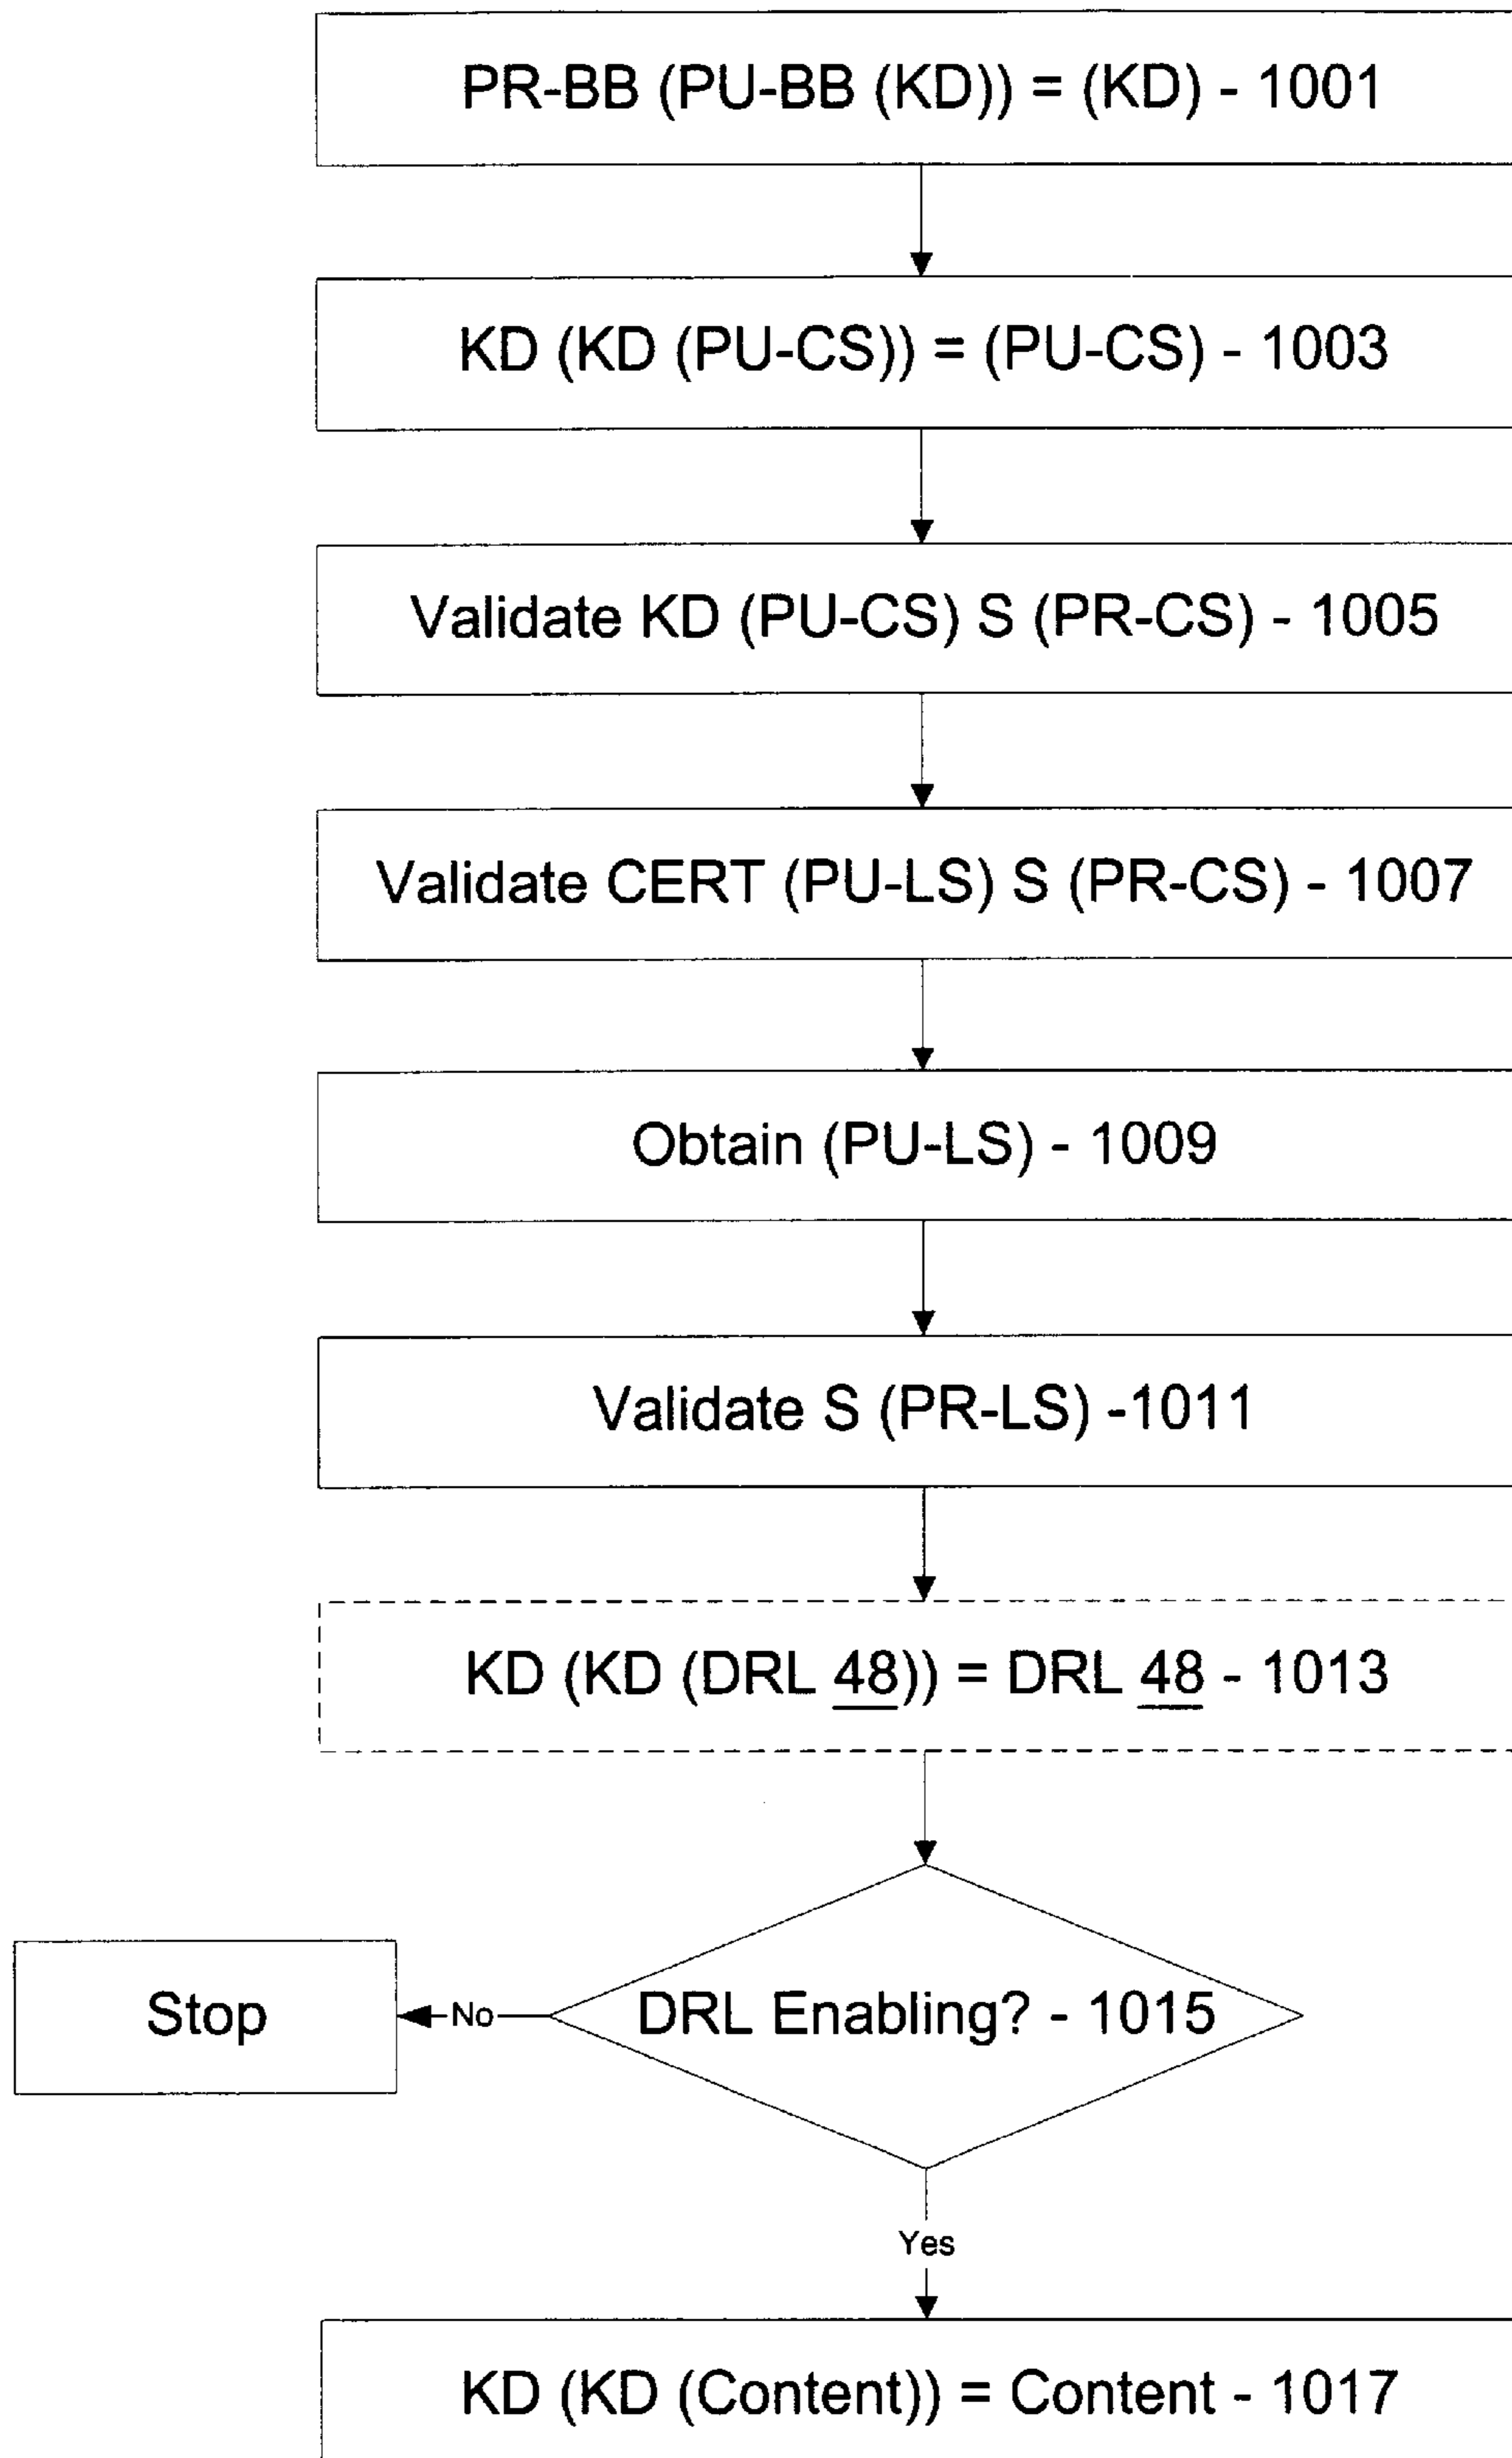 PR-BB (PU-BB (KD)) = (KD) - 1001
KD (KD (PU-CS)) = (PU-CS) - 1003
Validate KD (PU-CS) S (PR-CS) - 1005
Validate CERT (PU-LS) S (PR-CS) - 1007
Obtain (PU-LS) - 1009
Validate S (PR-LS) -1011
KD (KD (DRL 48)) = DRL 48 - 1013
DRL Enabling? - 1015
No
Stop
Yes
KD (KD (Content)) = Content - 1017